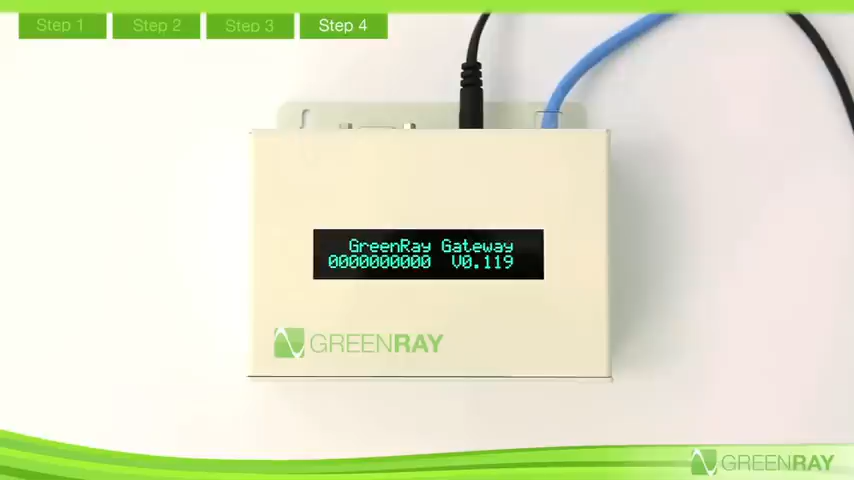 Step 1
Step 2
Step 3
Step 4
GreenRay Gateway
0000000000 V0.119
GREENRAY
GREENRAY